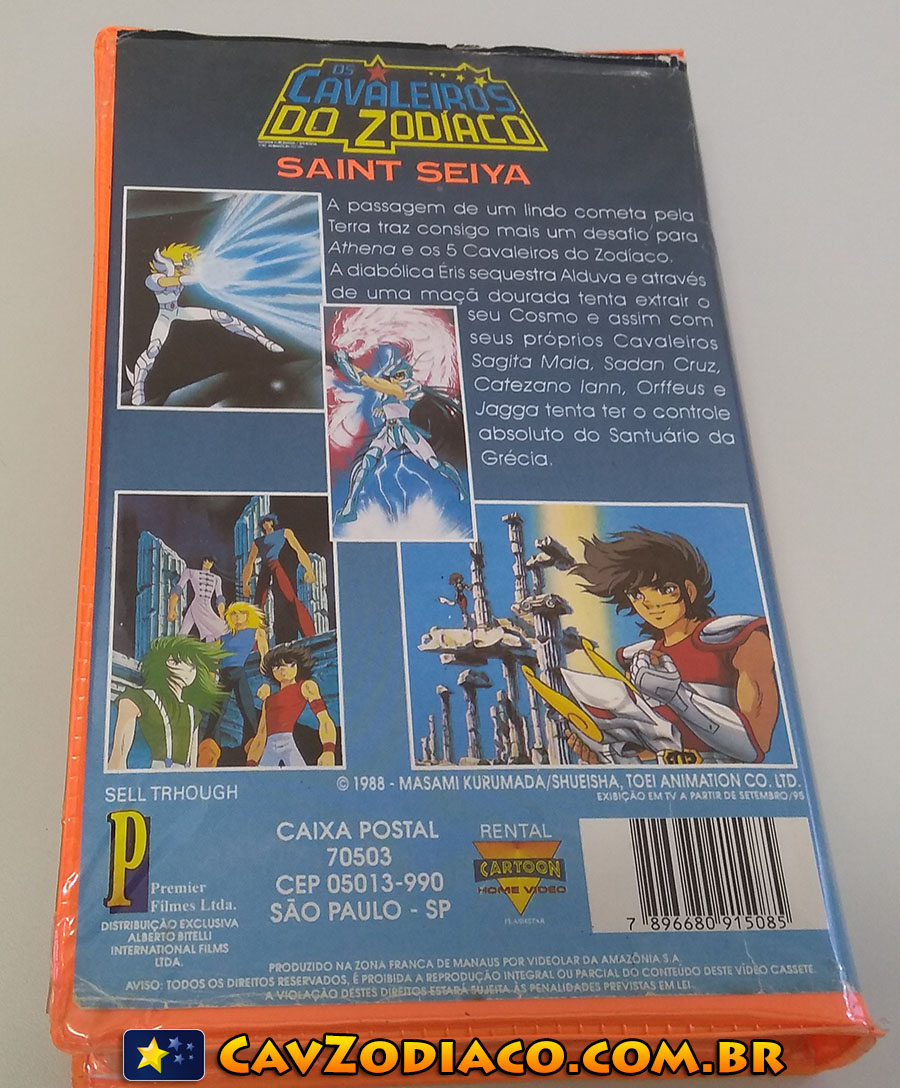 OS
CAVALEIROS
DO ZODÍACO
SAINT SEIYA
A passagem de um lindo cometa pela
Terra traz consigo mais um desafio para
Athena e os 5 Cavaleiros do Zodíaco.
A diabólica Éris sequestra Alduva e através
de uma maçã dourada tenta extrair o
seu Cosmo e assim com
seus próprios Cavaleiros
Sagita Maia, Sadan Cruz,
Catezano Iann, Orffeus e
Jagga tenta ter o controle
absoluto do Santuário da
Grécia.
© 1988 - MASAMI KURUMADA/SHUEISHA, TOEI ANIMATION CO. LTD.
EXIBIÇÃO EM TV A PARTIR DE SETEMBRO/95
SELL TRHOUGH
P
Premier
Filmes Ltda.
DISTRIBUIÇÃO EXCLUSIVA
ALBERTO BITELLI
INTERNATIONAL FILMS
LTDA.
CAIXA POSTAL
70503
CEP 05013-990
SÃO PAULO - SP
RENTAL
CARTOON
HOME VIDEO
FLASHSTAR
7 896680 915085
PRODUZIDO NA ZONA FRANCA DE MANAUS POR VIDEOLAR DA AMAZÔNIA S.A.
AVISO: TODOS OS DIREITOS RESERVADOS, É PROIBIDA A REPRODUÇÃO INTEGRAL OU PARCIAL DO CONTEÚDO DESTE VÍDEO CASSETE.
A VIOLAÇÃO DESTES DIREITOS ESTARÁ SUJEITA ÀS PENALIDADES PREVISTAS EM LEI.
CAVZODIACO.COM.BR